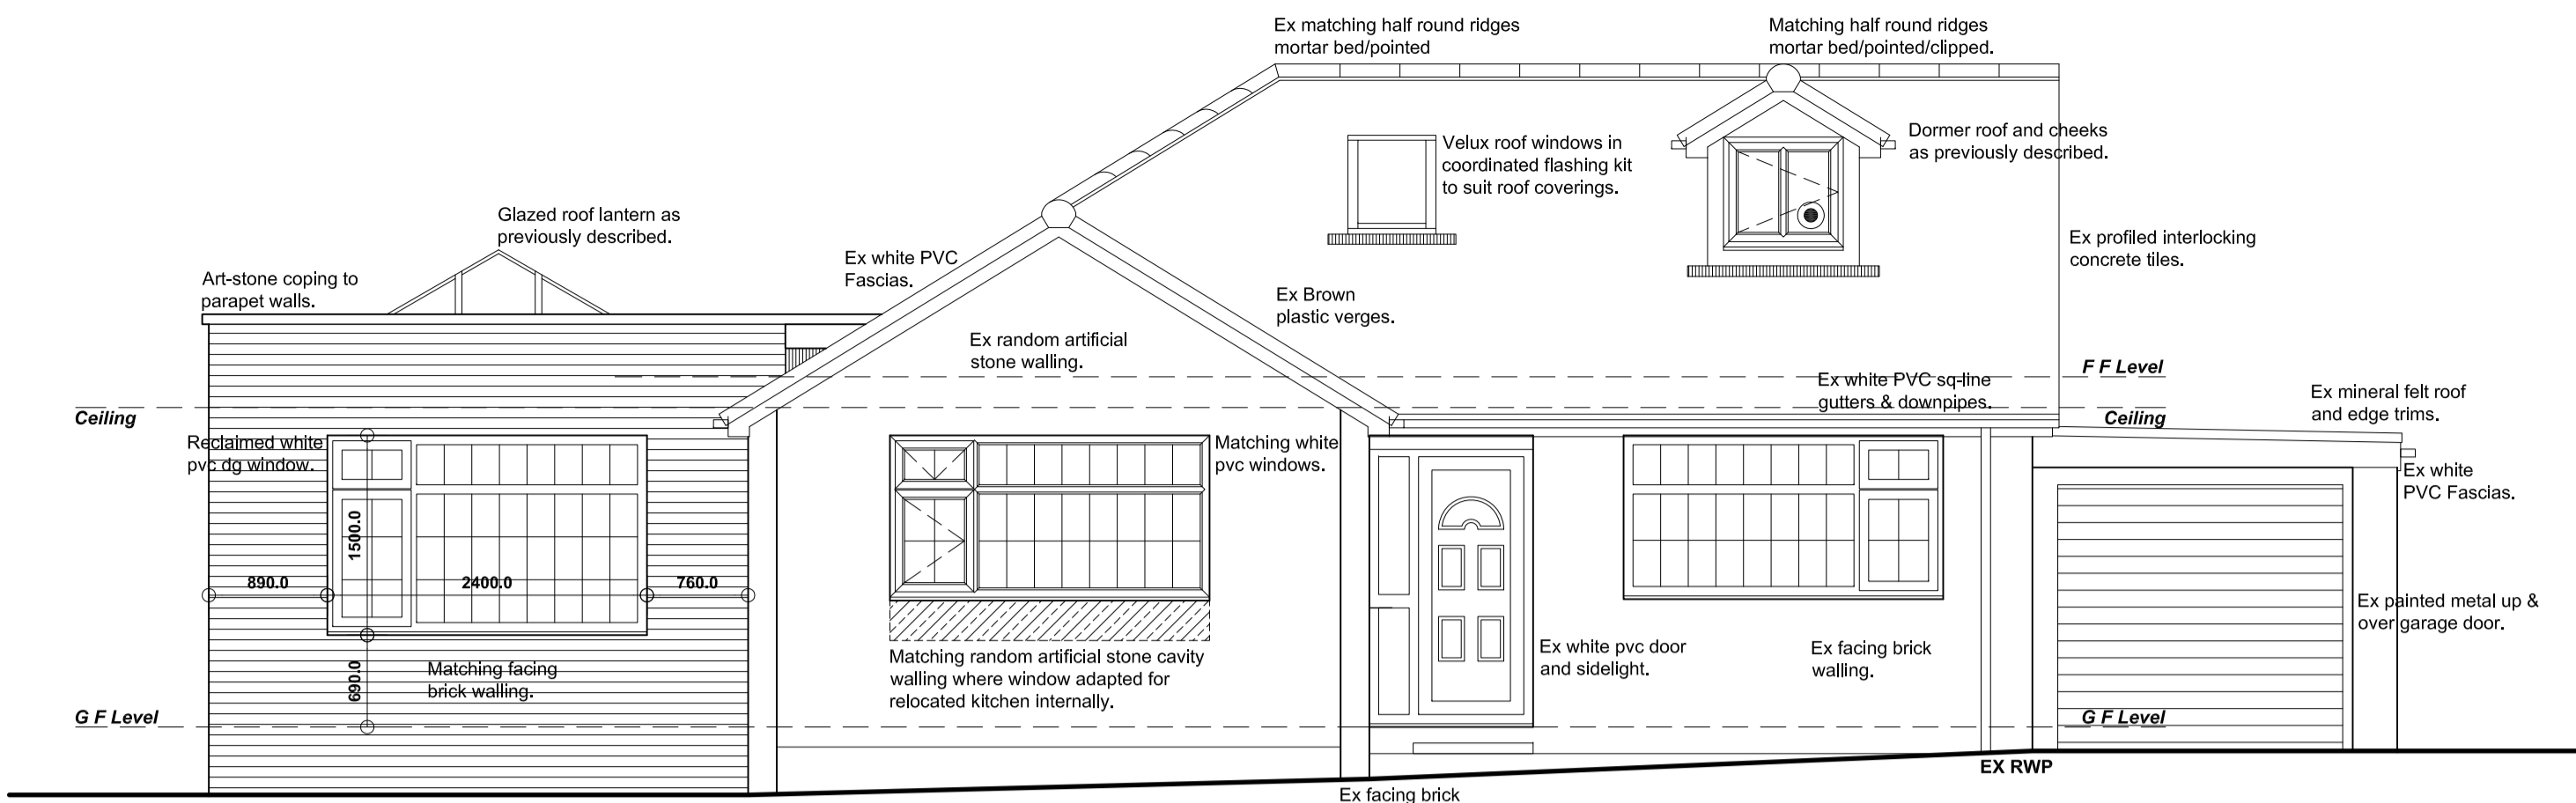 Ex matching half round ridges
mortar bed/pointed
Matching half round ridges
mortar bed/pointed/clipped.
Velux roof windows in
coordinated flashing kit
to suit roof coverings.
Dormer roof and cheeks
as previously described.
Glazed roof lantern as
previously described.
Ex white PVC
Fascias.
Ex profiled interlocking
concrete tiles.
Art-stone coping to
parapet walls.
Ex Brown
plastic verges.
Ex random artificial
stone walling.
F F Level
Ex white PVC sq-line
gutters & downpipes.
Ex mineral felt roof
and edge trims.
Ceiling
Ceiling
Reclaimed white
pvc dg window.
Matching white
pvc windows.
Ex white
PVC Fascias.
1500.0
890.0
2400.0
760.0
Ex painted metal up &
over garage door.
690.0
Matching facing
brick walling.
Matching random artificial stone cavity
walling where window adapted for
relocated kitchen internally.
Ex white pvc door
and sidelight.
Ex facing brick
walling.
G F Level
G F Level
EX RWP
Ex facing brick